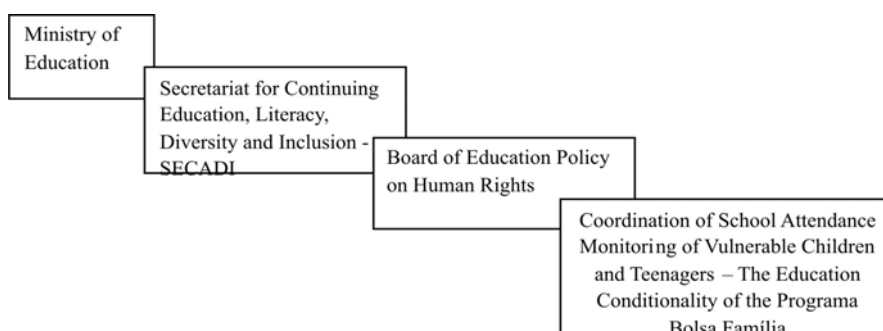 Ministry of
Education
Secretariat for Continuing
Education, Literacy,
Diversity and Inclusion -
SECADI
Board of Education Policy
on Human Rights
Coordination of School Attendance
Monitoring of Vulnerable Children
and Teenagers – The Education
Conditionality of the Programa
Bolsa Família